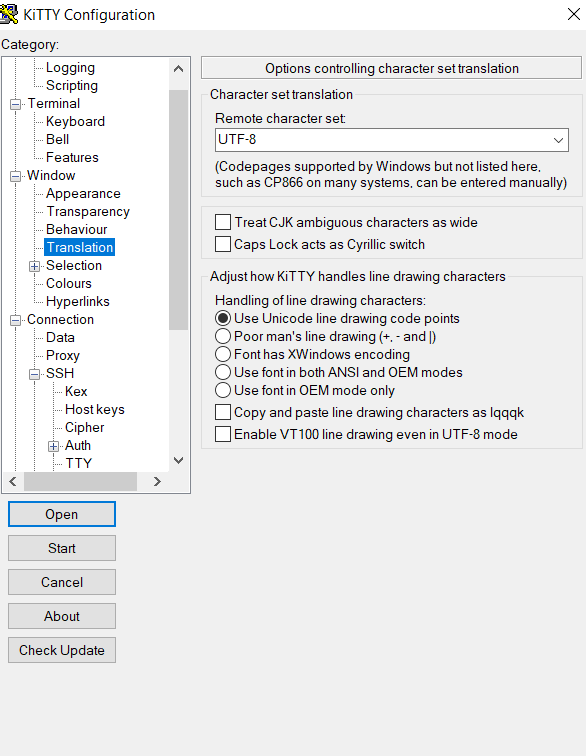 KiTTY Configuration
Category:
Logging
Scripting
Terminal
Keyboard
Bell
Features
Window
Appearance
Transparency
Behaviour
Translation
Selection
Colours
Hyperlinks
Connection
Data
Proxy
SSH
Kex
Host keys
Cipher
Auth
TTY
Options controlling character set translation
Character set translation
Remote character set:
UTF-8
(Codepages supported by Windows but not listed here,
such as CP866 on many systems, can be entered manually)
Treat CJK ambiguous characters as wide
Caps Lock acts as Cyrillic switch
Adjust how KiTTY handles line drawing characters
Handling of line drawing characters:
Use Unicode line drawing code points
Poor man's line drawing (+, - and |)
Font has XWindows encoding
Use font in both ANSI and OEM modes
Use font in OEM mode only
Copy and paste line drawing characters as lqqqk
Enable VT100 line drawing even in UTF-8 mode
Open
Start
Cancel
About
Check Update